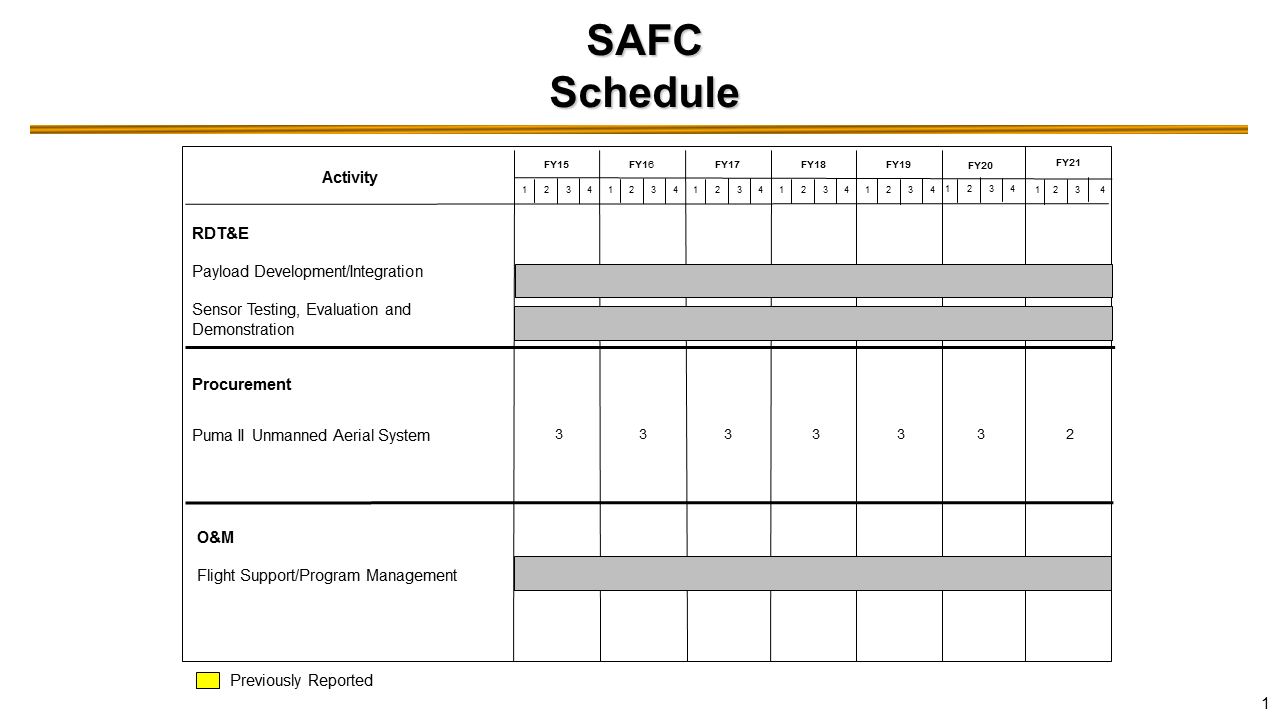 SAFC
Schedule
Activity
FY15 FY16 FY17 FY18 FY19 FY20 FY21
1 2 3 4 1 2 3 4 1 2 3 4 1 2 3 4 1 2 3 4 1 2 3 4 1 2 3 4
RDT&E
Payload Development/Integration
Sensor Testing, Evaluation and
Demonstration
Procurement
Puma II Unmanned Aerial System 3 3 3 3 3 3 2
O&M
Flight Support/Program Management
Previously Reported
1